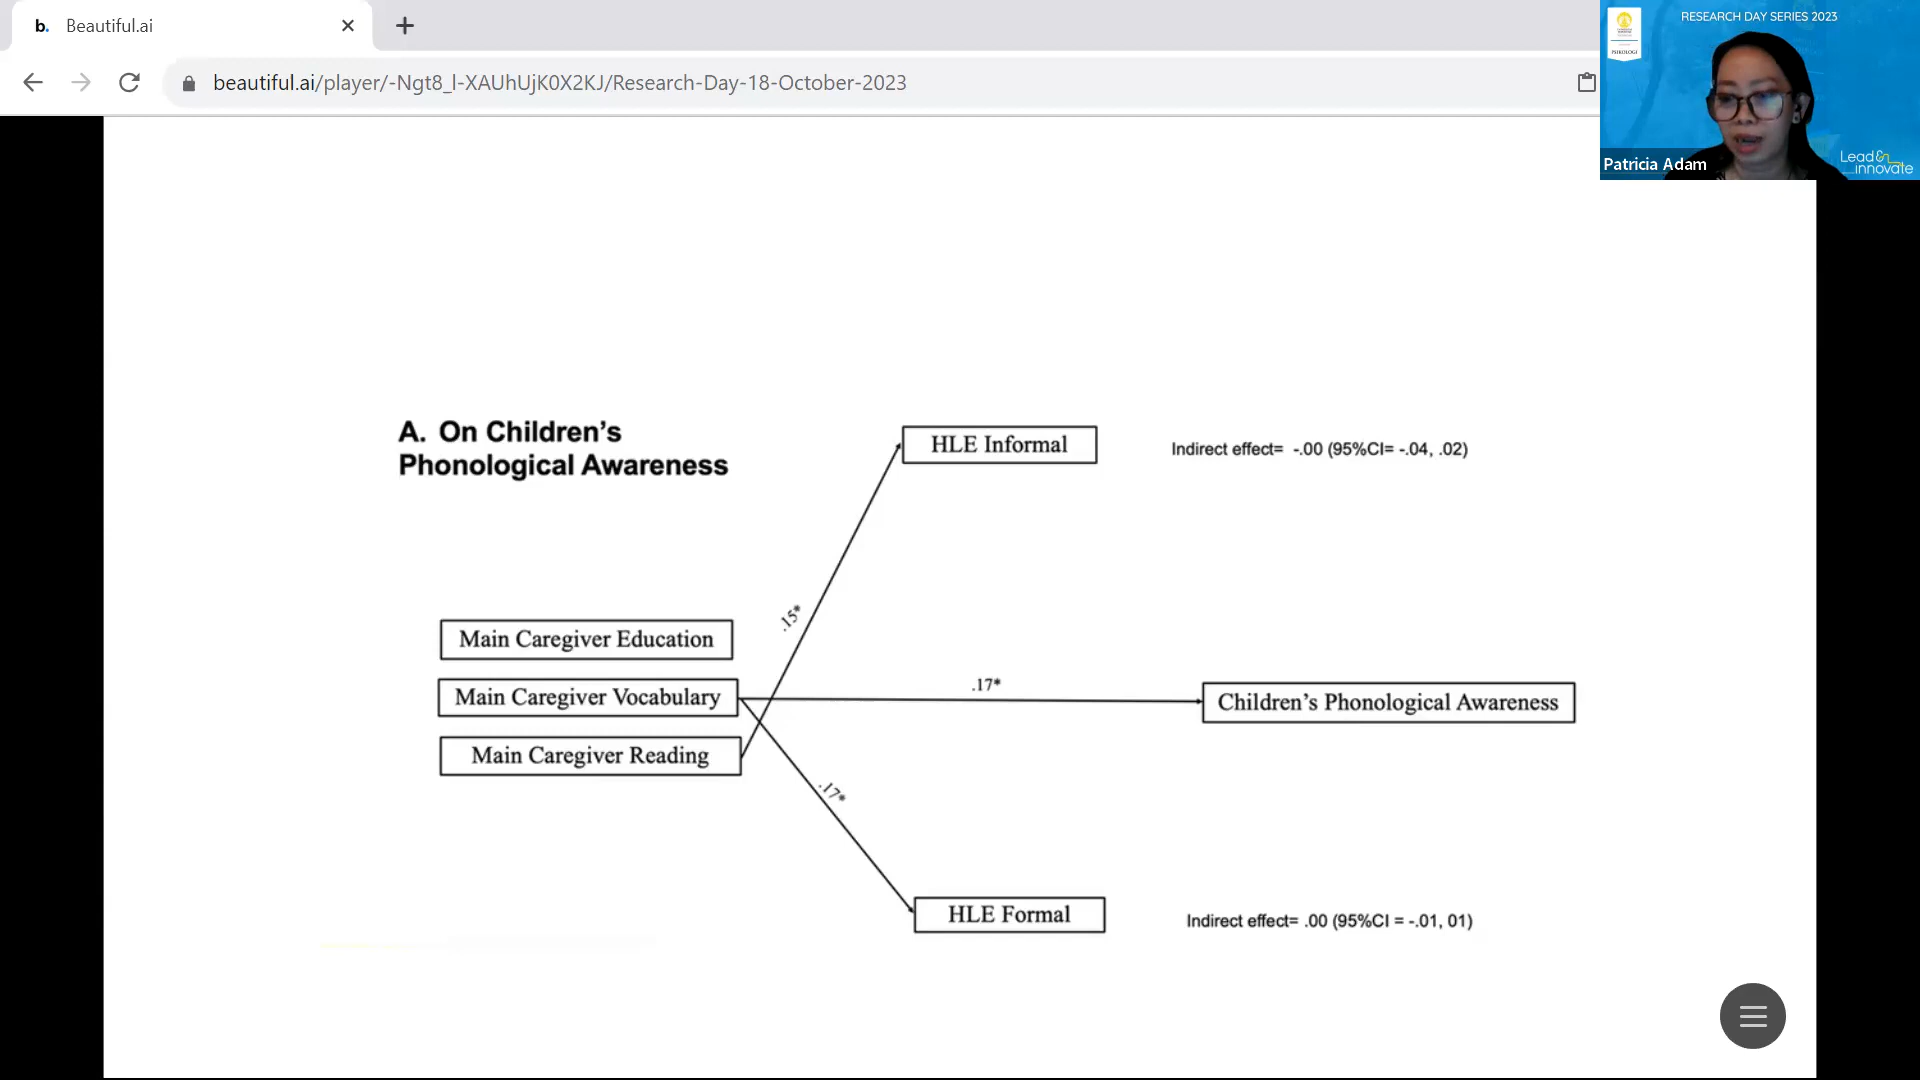 b. Beautiful.ai
beautiful.ai/player/-Ngt8_l-XAUhUjK0X2KJ/Research-Day-18-October-2023
RESEARCH DAY SERIES 2023
PSIKOLOGI
Patricia Adam
Lead&
innovate
A. On Children’s
Phonological Awareness
HLE Informal
Indirect effect= -.00 (95%CI= -.04, .02)
.15*
Main Caregiver Education
Main Caregiver Vocabulary
.17*
Children’s Phonological Awareness
Main Caregiver Reading
.17*
HLE Formal
Indirect effect= .00 (95%CI = -.01, 01)